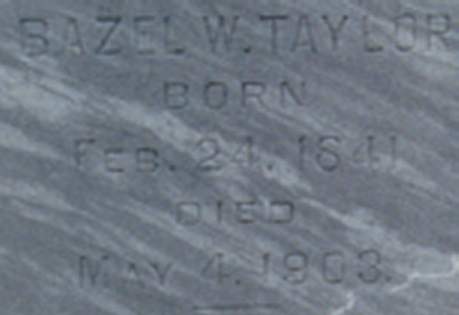 BAZEL W. TAYLOR
BORN
FEB. 24, 1841
DIED
MAY 4, 1903.